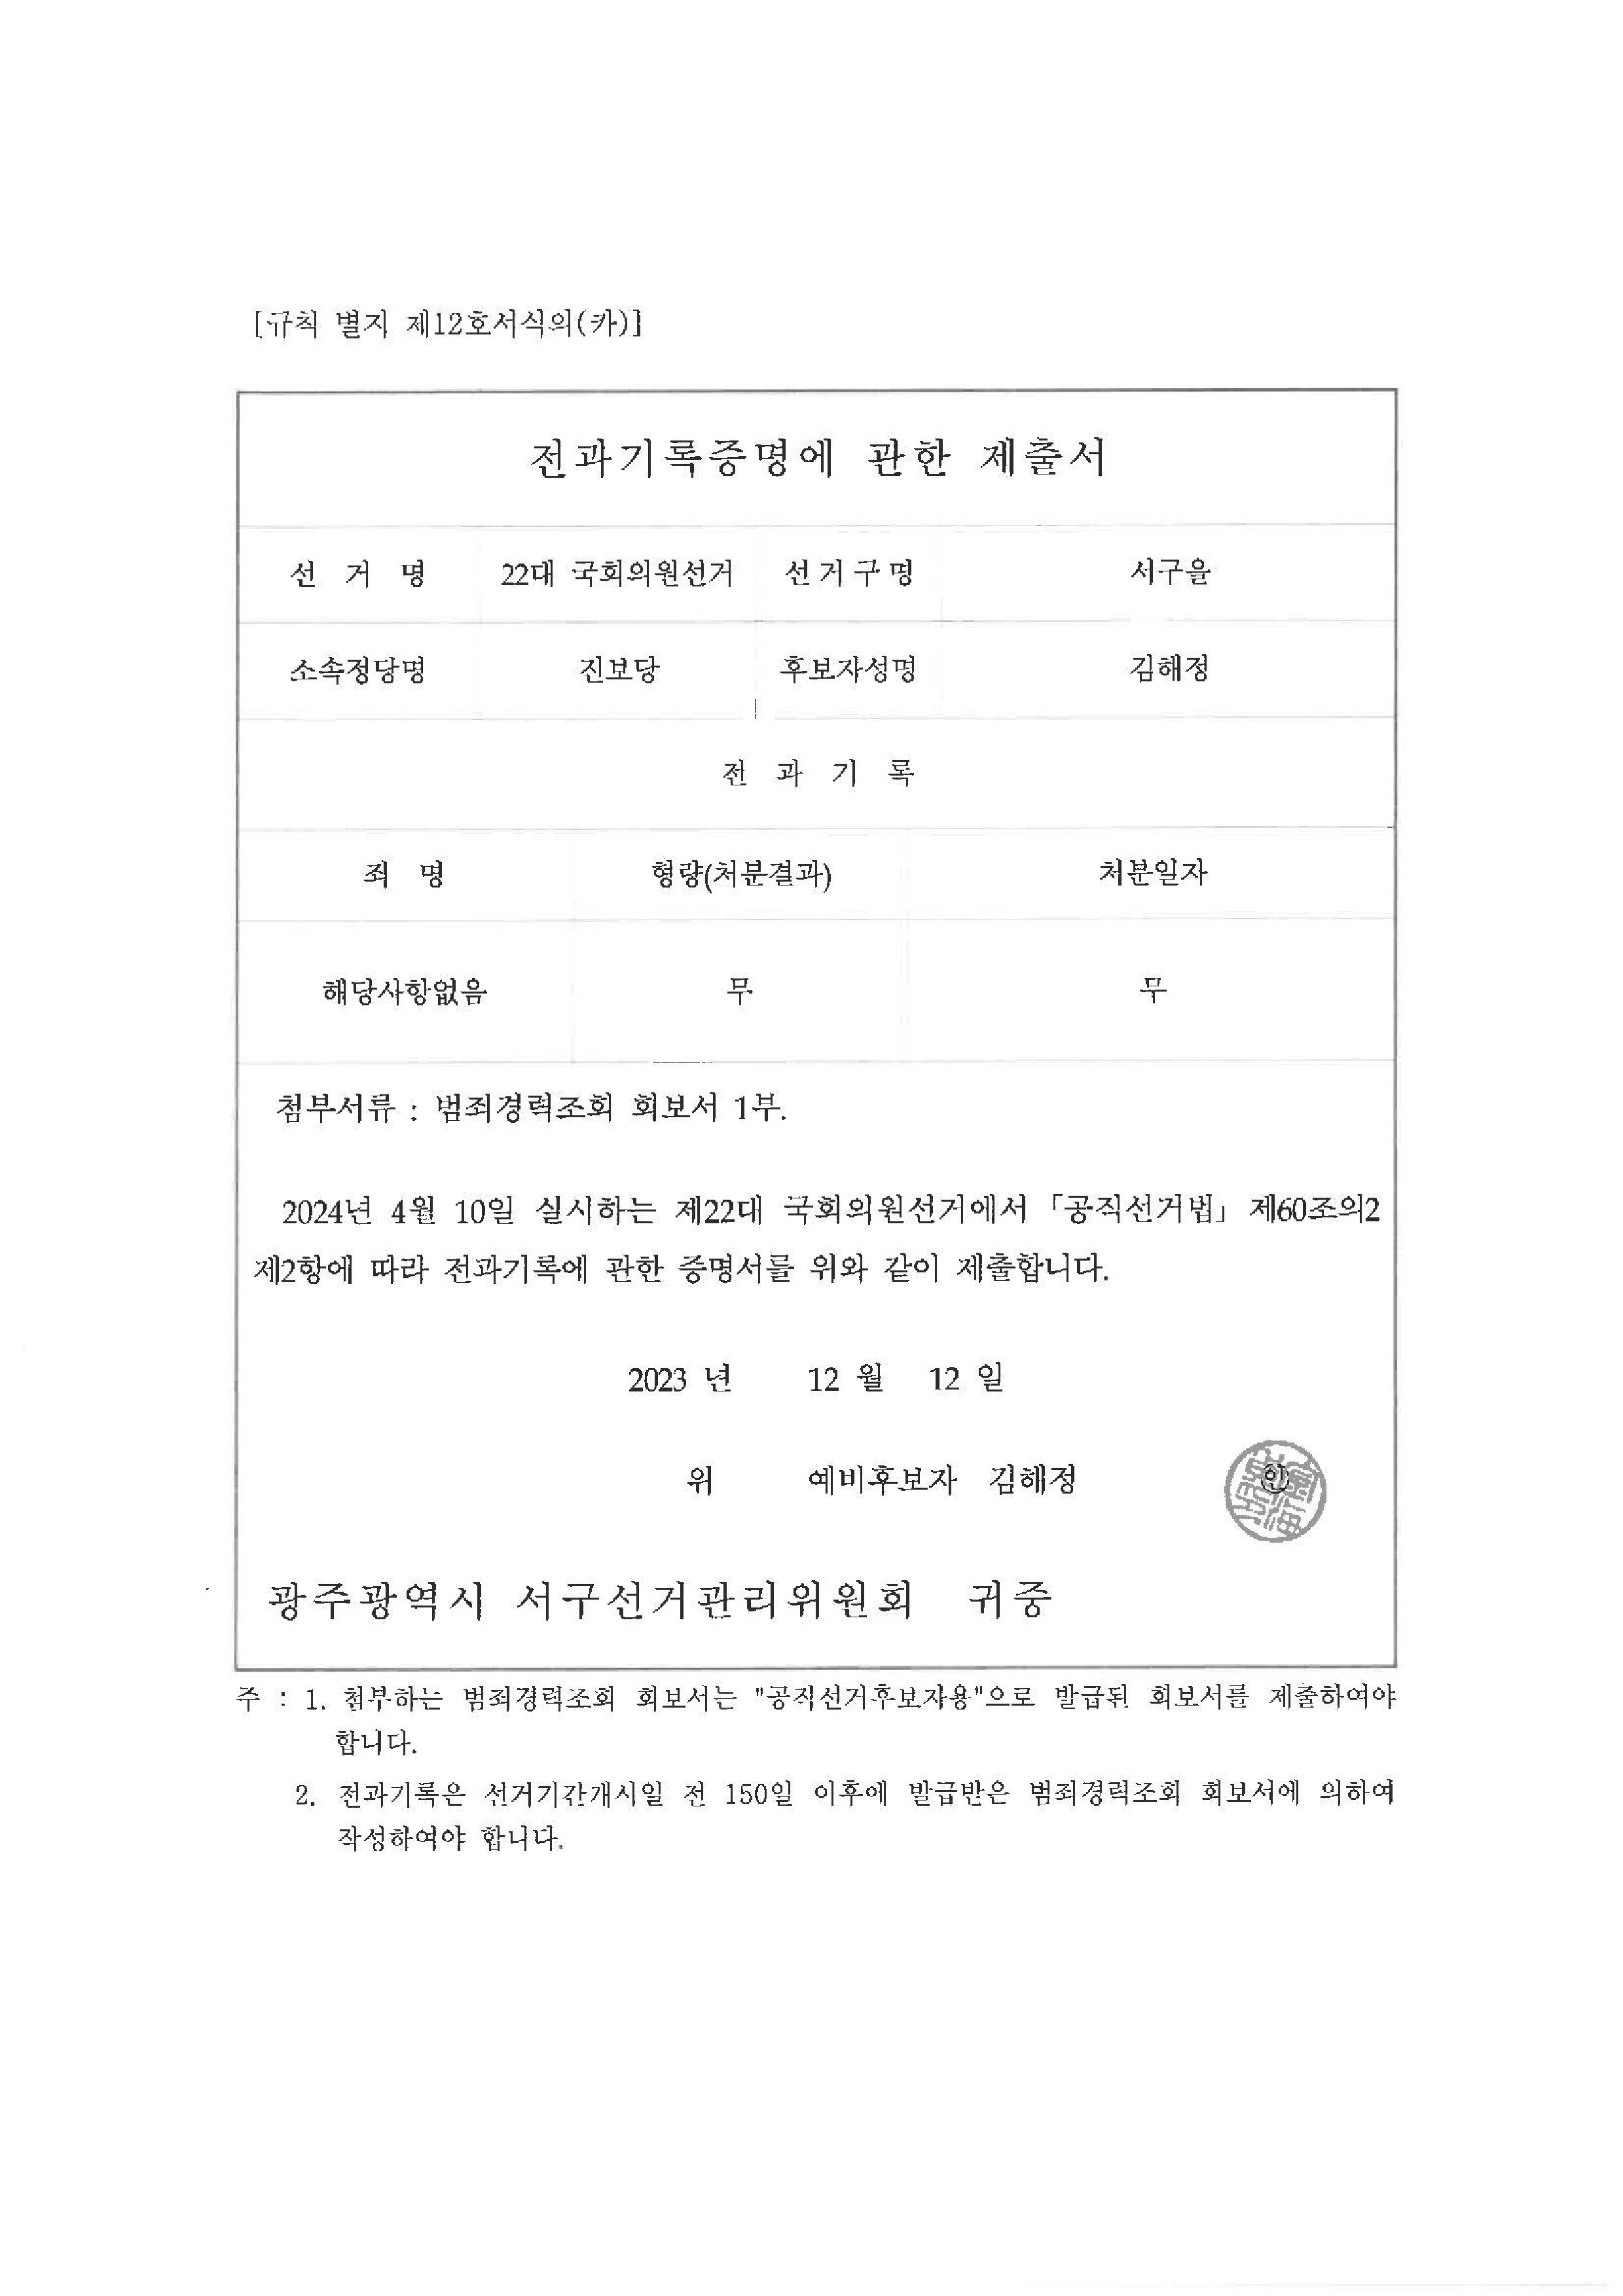 [규칙 별지 제12호서식의(카)]
전과기록증명에 관한 제출서
선 거 명 22대 국회의원선거 선거구명 서구을
소속정당명 진보당 후보자성명 김해정
전 과 기 록
죄 명 형량(처분결과) 처분일자
해당사항없음 무 무
첨부서류 : 범죄경력조회 회보서 1부.
2024년 4월 10일 실시하는 제22대 국회의원선거에서 「공직선거법」 제60조의2
제2항에 따라 전과기록에 관한 증명서를 위와 같이 제출합니다.
2023 년 12 월 12 일
위 예비후보자 김해정 ㊞
광주광역시 서구선거관리위원회 귀중
주 : 1. 첨부하는 범죄경력조회 회보서는 "공직선거후보자용"으로 발급된 회보서를 제출하여야
합니다.
2. 전과기록은 선거기간개시일 전 150일 이후에 발급받은 범죄경력조회 회보서에 의하여
작성하여야 합니다.